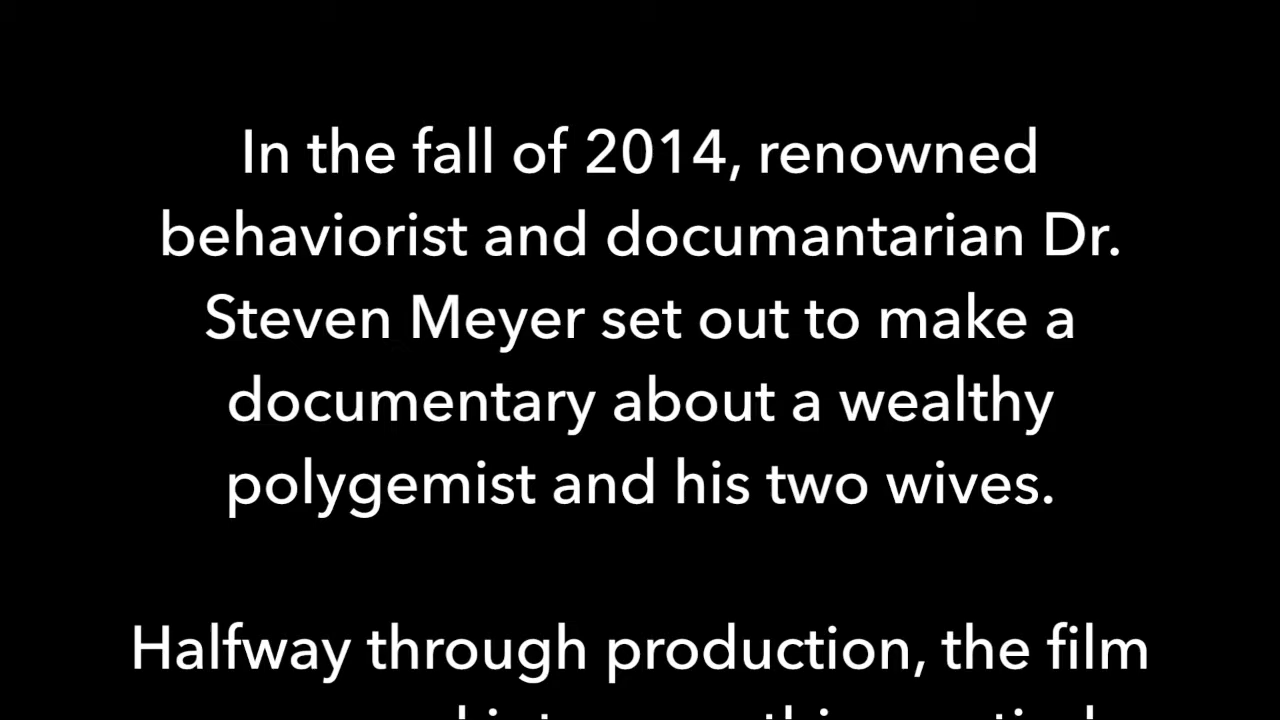 In the fall of 2014, renowned
behaviorist and documantarian Dr.
Steven Meyer set out to make a
documentary about a wealthy
polygemist and his two wives.
Halfway through production, the film